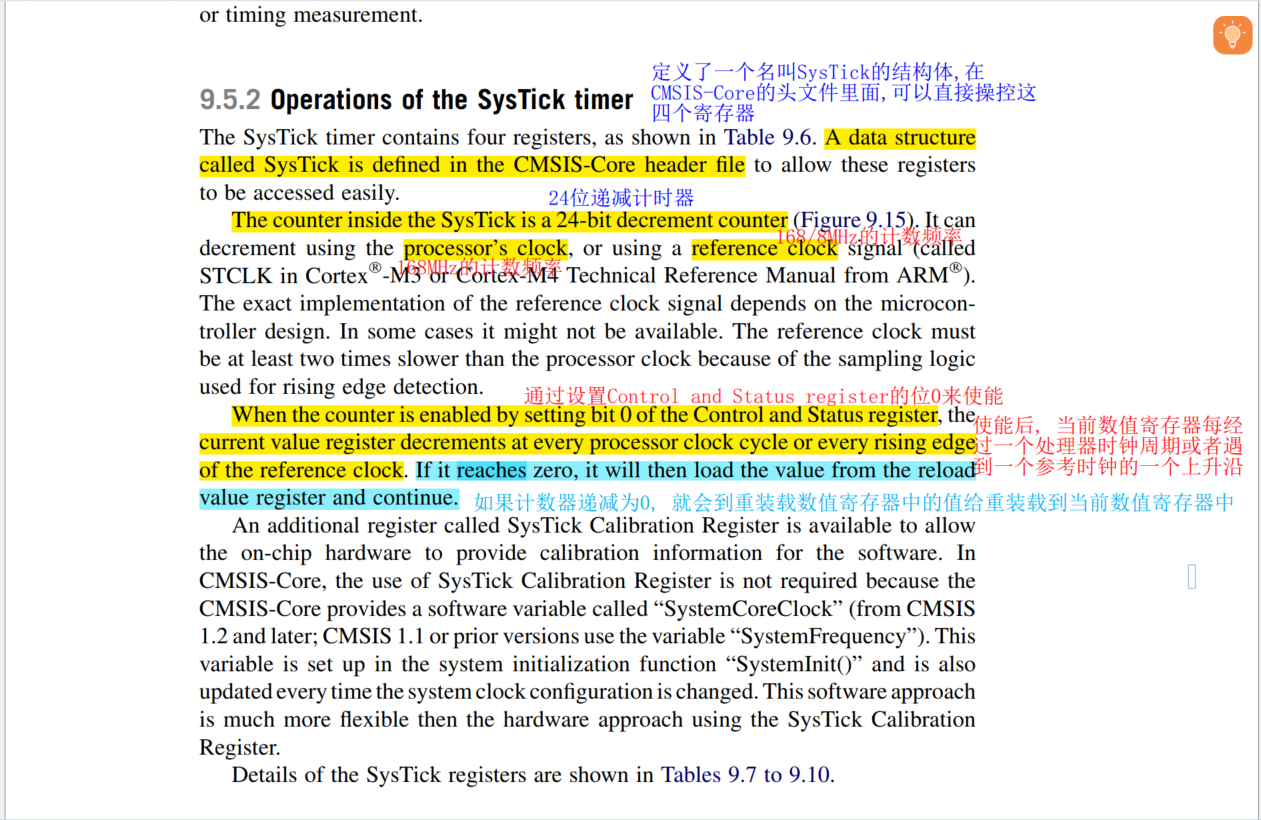 or timing measurement.
定义了一个名叫SysTick的结构体,在
CMSIS-Core的头文件里面,可以直接操控这
四个寄存器
9.5.2 Operations of the SysTick timer
The SysTick timer contains four registers, as shown in Table 9.6. A data structure
called SysTick is defined in the CMSIS-Core header file to allow these registers
to be accessed easily.
24位递减计时器
The counter inside the SysTick is a 24-bit decrement counter (Figure 9.15). It can
168/8MHz的计数频率
decrement using the processor's clock, or using a reference clock signal (called
168MHz的计数频率
STCLK in Cortex®-M3 or Cortex-M4 Technical Reference Manual from ARM®).
The exact implementation of the reference clock signal depends on the microcon-
troller design. In some cases it might not be available. The reference clock must
be at least two times slower than the processor clock because of the sampling logic
used for rising edge detection.
通过设置Control and Status register的位0来使能
When the counter is enabled by setting bit 0 of the Control and Status register, the
current value register decrements at every processor clock cycle or every rising edge
of the reference clock. If it reaches zero, it will then load the value from the reload
value register and continue.
使能后, 当前数值寄存器每经
过一个处理器时钟周期或者遇
到一个参考时钟的一个上升沿
如果计数器递减为0, 就会到重装载数值寄存器中的值给重装载到当前数值寄存器中
An additional register called SysTick Calibration Register is available to allow
the on-chip hardware to provide calibration information for the software. In
CMSIS-Core, the use of SysTick Calibration Register is not required because the
CMSIS-Core provides a software variable called “SystemCoreClock” (from CMSIS
1.2 and later; CMSIS 1.1 or prior versions use the variable “SystemFrequency”). This
variable is set up in the system initialization function “SystemInit()” and is also
updated every time the system clock configuration is changed. This software approach
is much more flexible then the hardware approach using the SysTick Calibration
Register.
Details of the SysTick registers are shown in Tables 9.7 to 9.10.